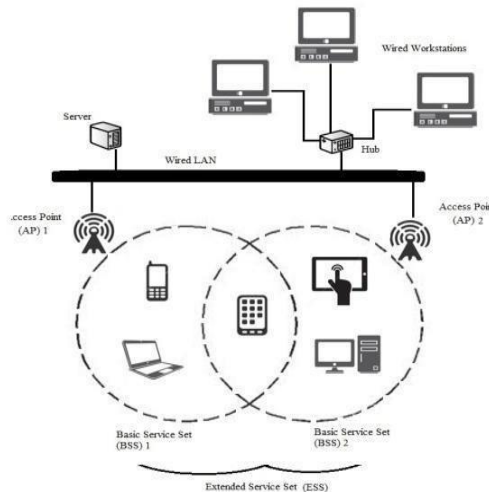 Wired Workstations
Server
Hub
Wired LAN
ccess Point
(AP) 1
Access Poin
(AP) 2
Basic Service Set
(BSS) 1
Basic Service Set
(BSS) 2
Extended Service Set (ESS)